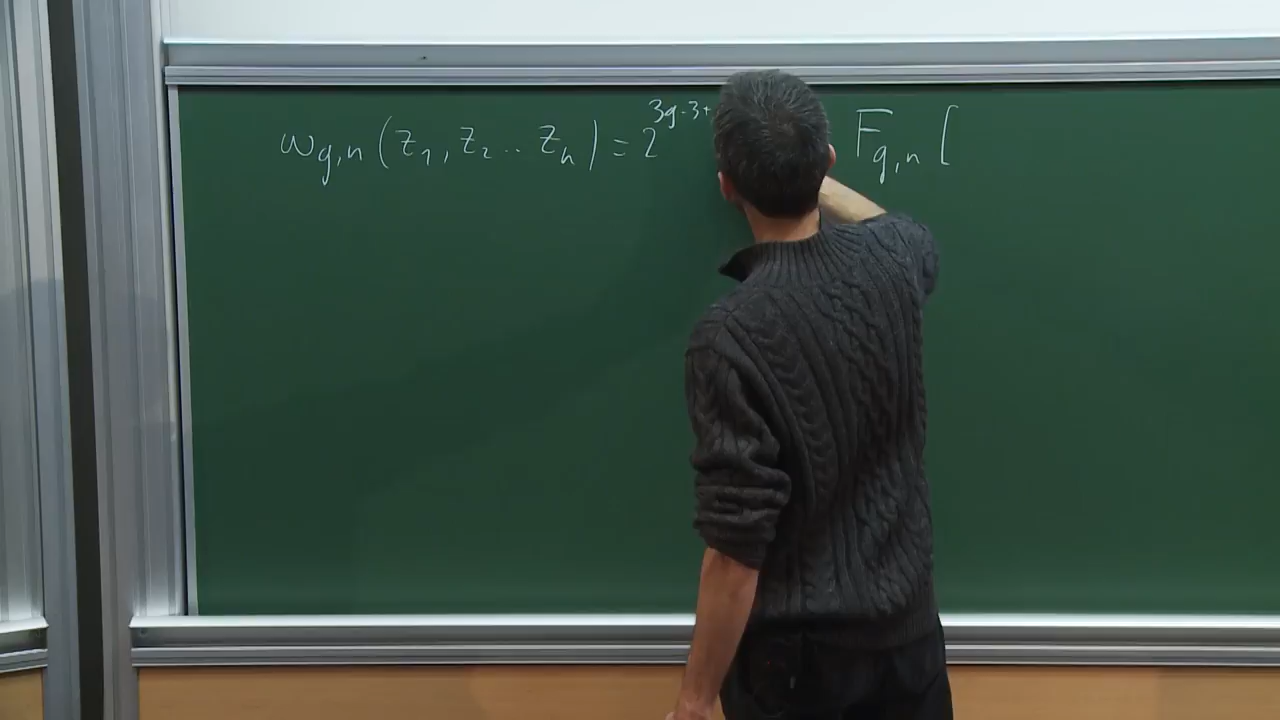 ω_{g,n}(z_1, z_2 .. z_n) = 2^{3g-3+} F_{g,n} [